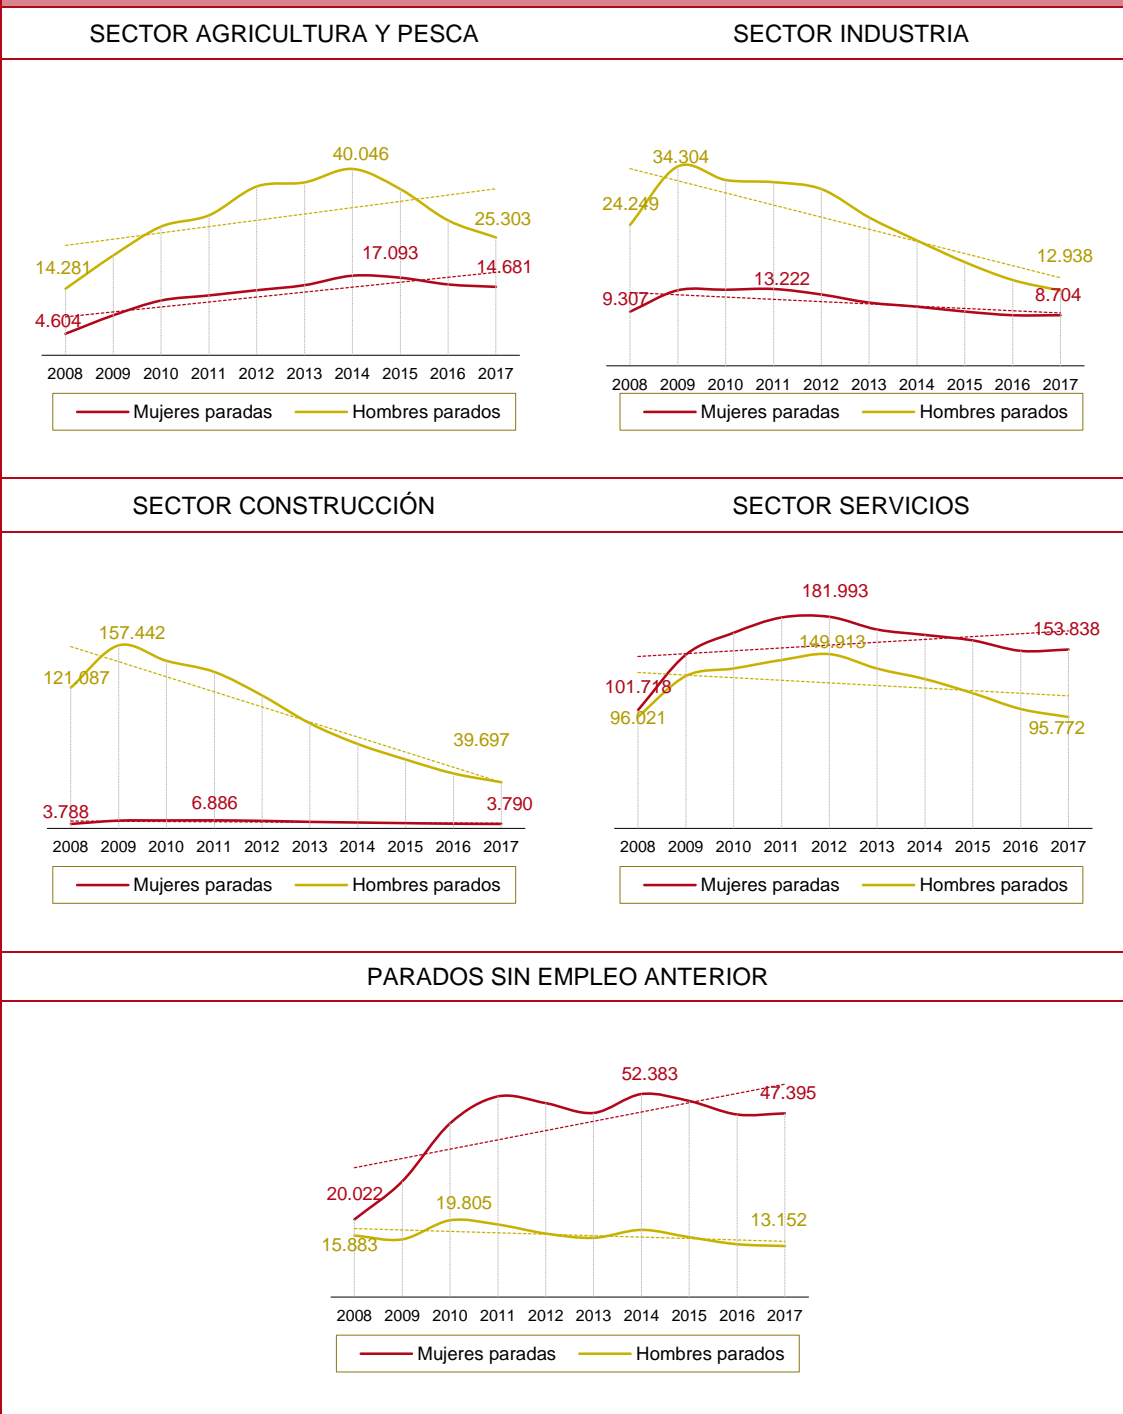 SECTOR AGRICULTURA Y PESCA
40.046
25.303
17.093
14.281
14.681
4.604
2008 2009 2010 2011 2012 2013 2014 2015 2016 2017
Mujeres paradas Hombres parados
SECTOR INDUSTRIA
34.304
24.249
12.938
13.222
9.307
8.704
2008 2009 2010 2011 2012 2013 2014 2015 2016 2017
Mujeres paradas Hombres parados
SECTOR CONSTRUCCIÓN
157.442
121.087
39.697
6.886
3.788
3.790
2008 2009 2010 2011 2012 2013 2014 2015 2016 2017
Mujeres paradas Hombres parados
SECTOR SERVICIOS
181.993
153.838
149.913
101.718
96.021
95.772
2008 2009 2010 2011 2012 2013 2014 2015 2016 2017
Mujeres paradas Hombres parados
PARADOS SIN EMPLEO ANTERIOR
52.383
47.395
20.022
19.805
13.152
15.883
2008 2009 2010 2011 2012 2013 2014 2015 2016 2017
Mujeres paradas Hombres parados